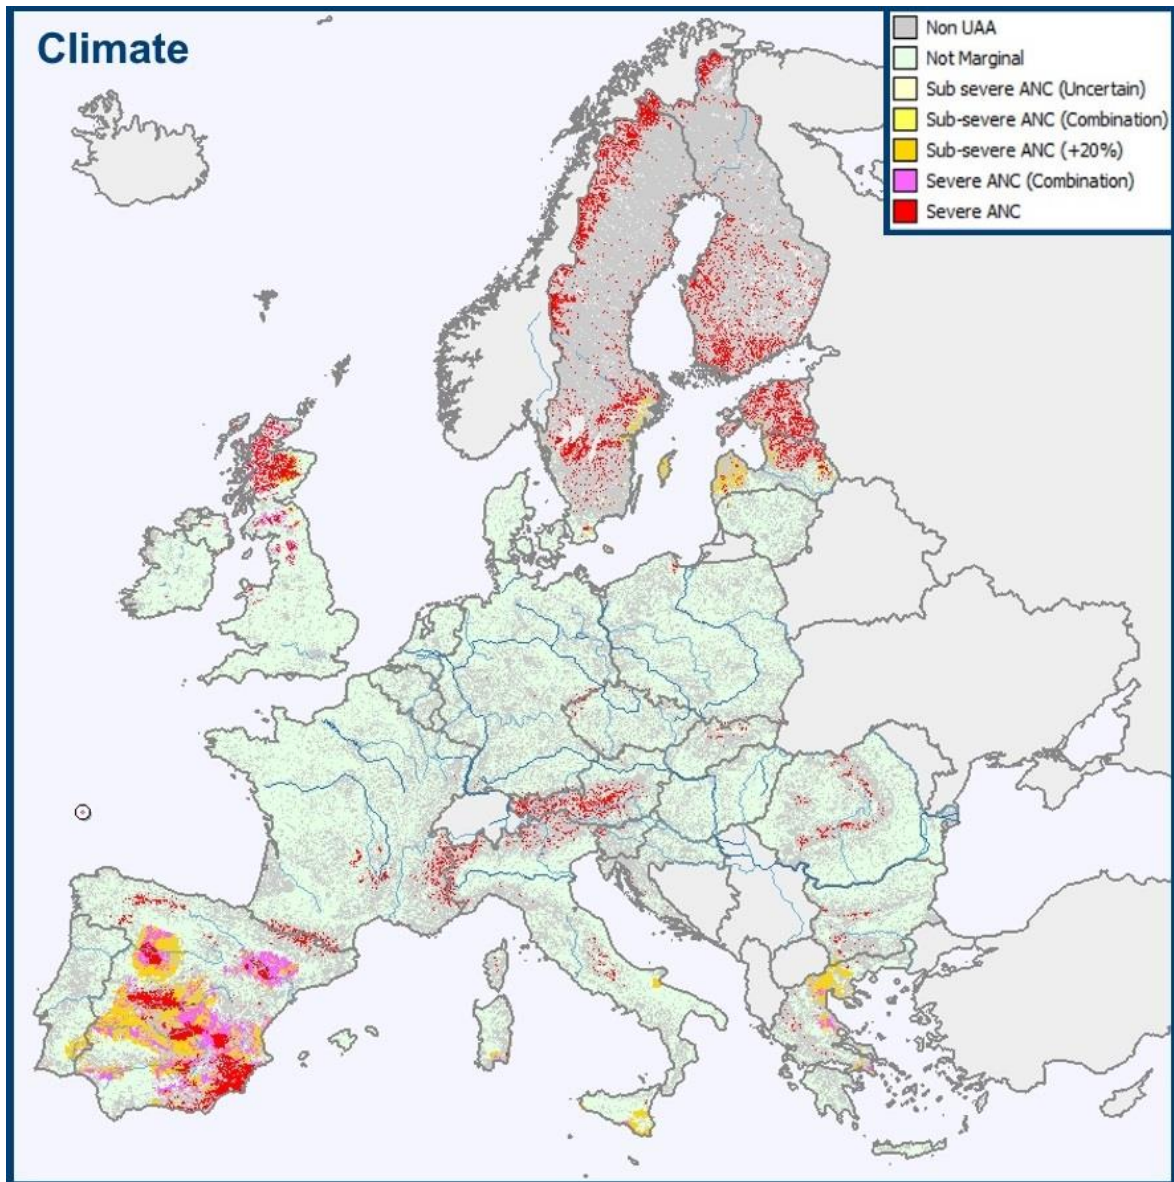 Climate
Non UAA
Not Marginal
Sub severe ANC (Uncertain)
Sub-severe ANC (Combination)
Sub-severe ANC (+20%)
Severe ANC (Combination)
Severe ANC